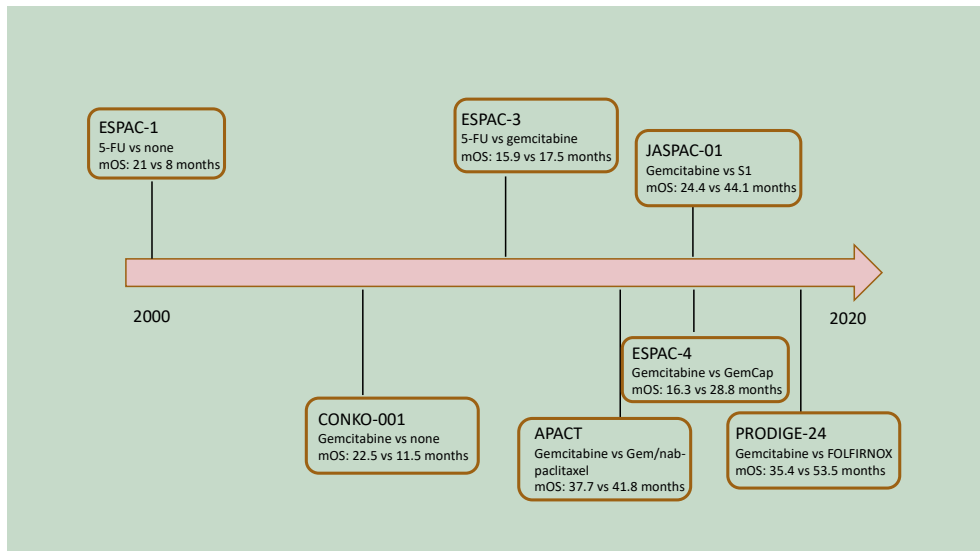 ESPAC-1
5-FU vs none
mOS: 21 vs 8 months
ESPAC-3
5-FU vs gemcitabine
mOS: 15.9 vs 17.5 months
JASPAC-01
Gemcitabine vs S1
mOS: 24.4 vs 44.1 months
2000
2020
CONKO-001
Gemcitabine vs none
mOS: 22.5 vs 11.5 months
APACT
Gemcitabine vs Gem/nab-
paclitaxel
mOS: 37.7 vs 41.8 months
ESPAC-4
Gemcitabine vs GemCap
mOS: 16.3 vs 28.8 months
PRODIGE-24
Gemcitabine vs FOLFIRNOX
mOS: 35.4 vs 53.5 months